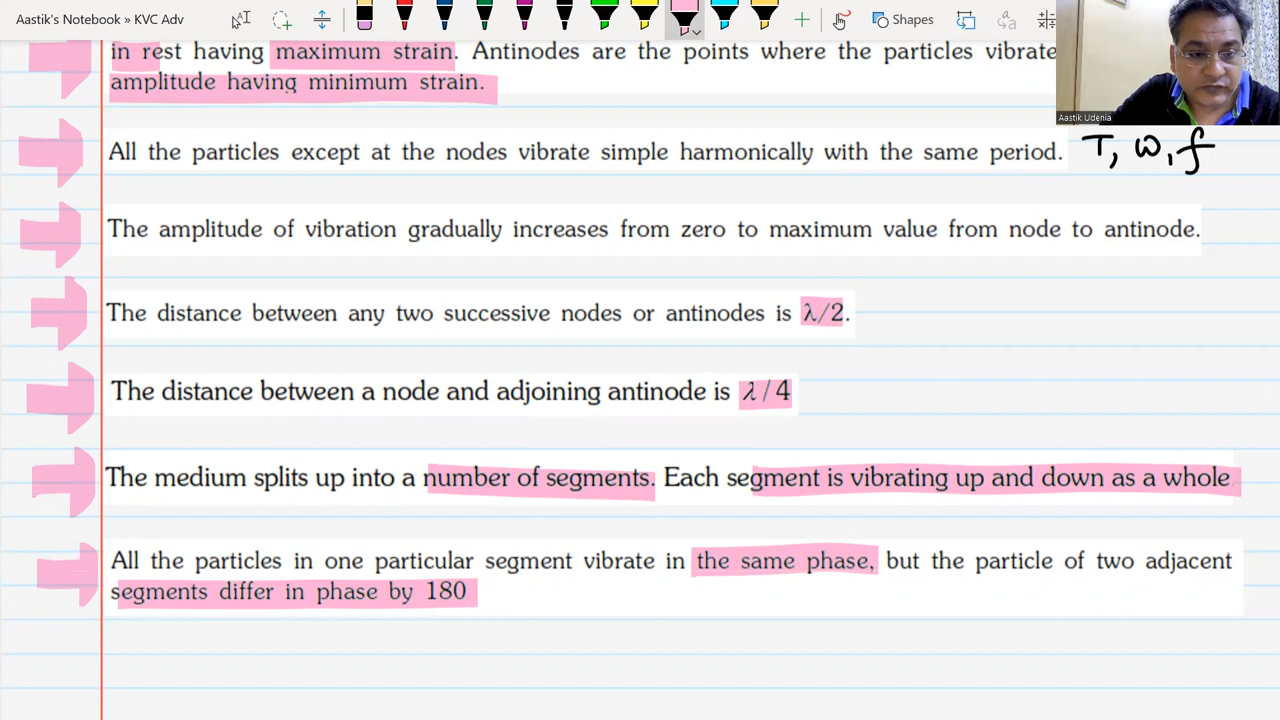 Aastik's Notebook » KVC Adv
Shapes
in rest having maximum strain. Antinodes are the points where the particles vibrate
amplitude having minimum strain.
Aastik Udenia
All the particles except at the nodes vibrate simple harmonically with the same period. T, ω, f
The amplitude of vibration gradually increases from zero to maximum value from node to antinode.
The distance between any two successive nodes or antinodes is λ/2.
The distance between a node and adjoining antinode is λ/4
The medium splits up into a number of segments. Each segment is vibrating up and down as a whole
All the particles in one particular segment vibrate in the same phase, but the particle of two adjacent
segments differ in phase by 180